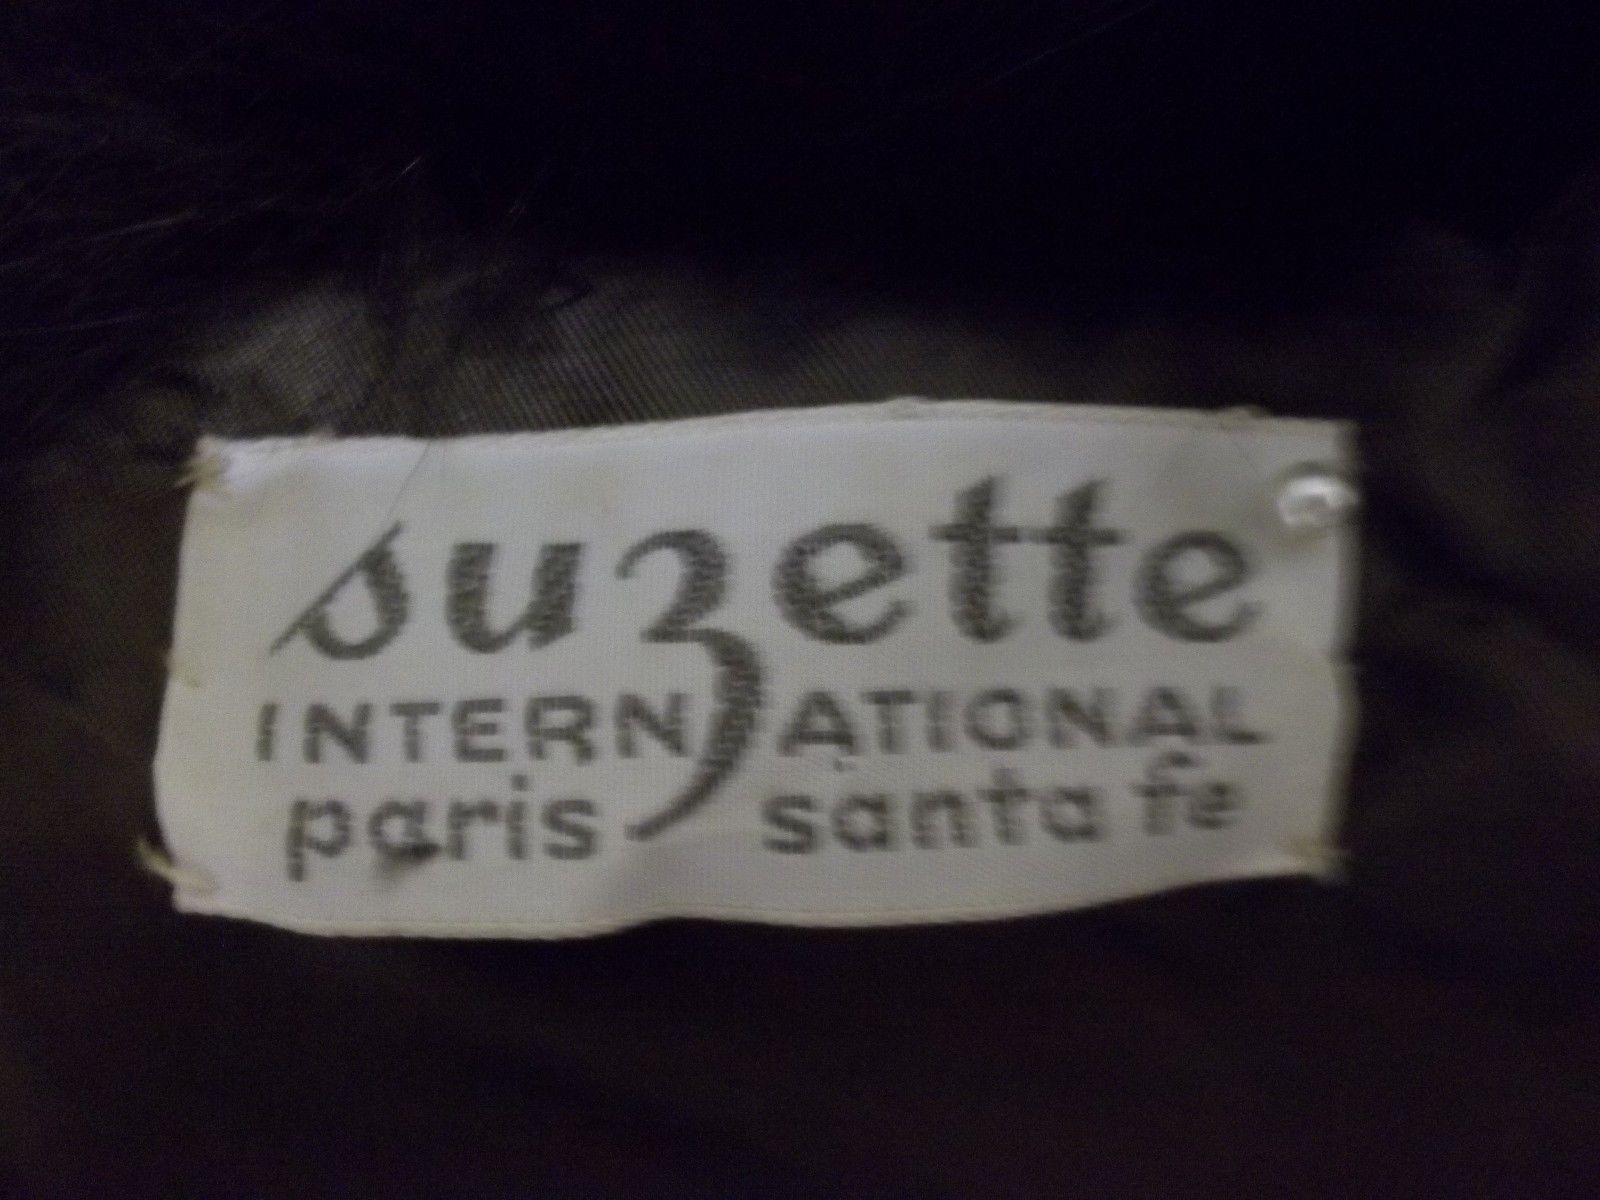 suzette
INTERNATIONAL
paris santa fe